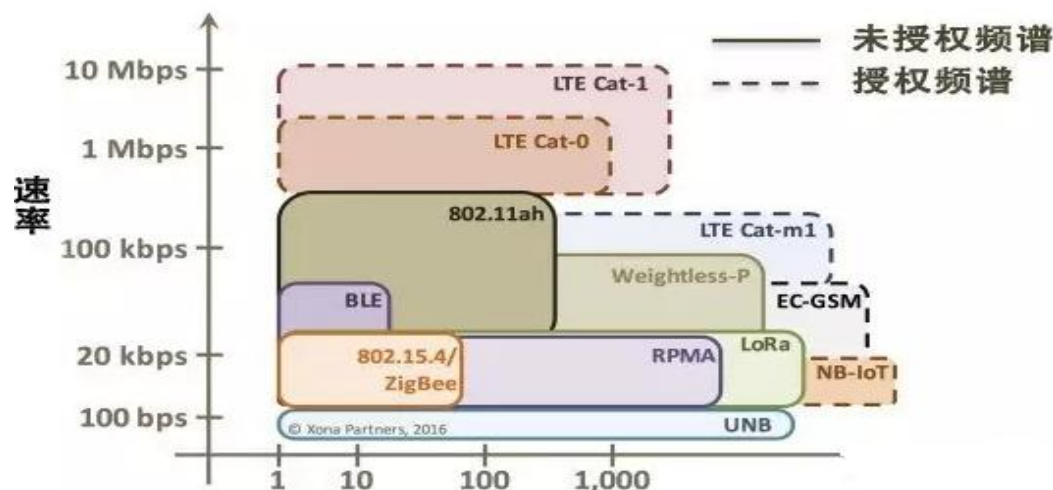 未授权频谱
授权频谱
10 Mbps
LTE Cat-1
1 Mbps
LTE Cat-0
速率
802.11ah
LTE Cat-m1
100 kbps
Weightless-P
BLE
EC-GSM
20 kbps
802.15.4/
ZigBee
RPMA
LoRa
NB-IoT
100 bps
© Xona Partners, 2016
UNB
1
10
100
1,000